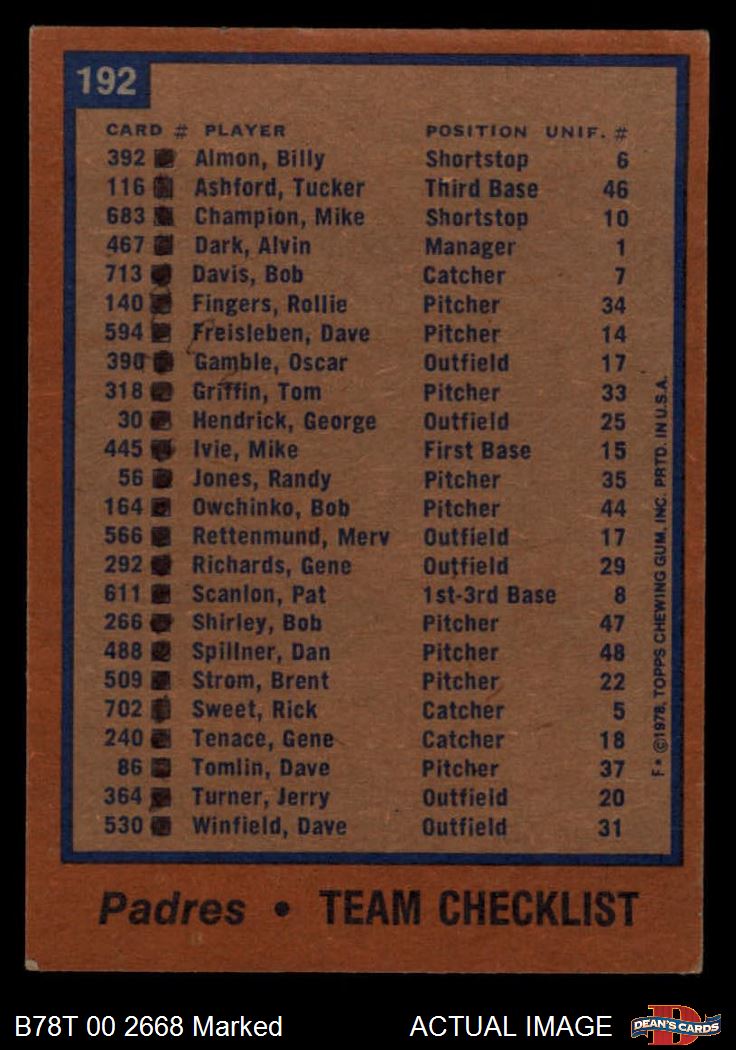 192
CARD # PLAYER POSITION UNIF. #
392 Almon, Billy Shortstop 6
116 Ashford, Tucker Third Base 46
683 Champion, Mike Shortstop 10
467 Dark, Alvin Manager 1
713 Davis, Bob Catcher 7
140 Fingers, Rollie Pitcher 34
594 Freisleben, Dave Pitcher 14
390 Gamble, Oscar Outfield 17
318 Griffin, Tom Pitcher 33
30 Hendrick, George Outfield 25
445 Ivie, Mike First Base 15
56 Jones, Randy Pitcher 35
164 Owchinko, Bob Pitcher 44
566 Rettenmund, Merv Outfield 17
292 Richards, Gene Outfield 29
611 Scanlon, Pat 1st-3rd Base 8
266 Shirley, Bob Pitcher 47
488 Spillner, Dan Pitcher 48
509 Strom, Brent Pitcher 22
702 Sweet, Rick Catcher 5
240 Tenace, Gene Catcher 18
86 Tomlin, Dave Pitcher 37
364 Turner, Jerry Outfield 20
530 Winfield, Dave Outfield 31
F* ©1978, TOPPS CHEWING GUM, INC. PRTD. IN U.S.A.
Padres • TEAM CHECKLIST
B78T 00 2668 Marked ACTUAL IMAGE
DEAN'S CARDS